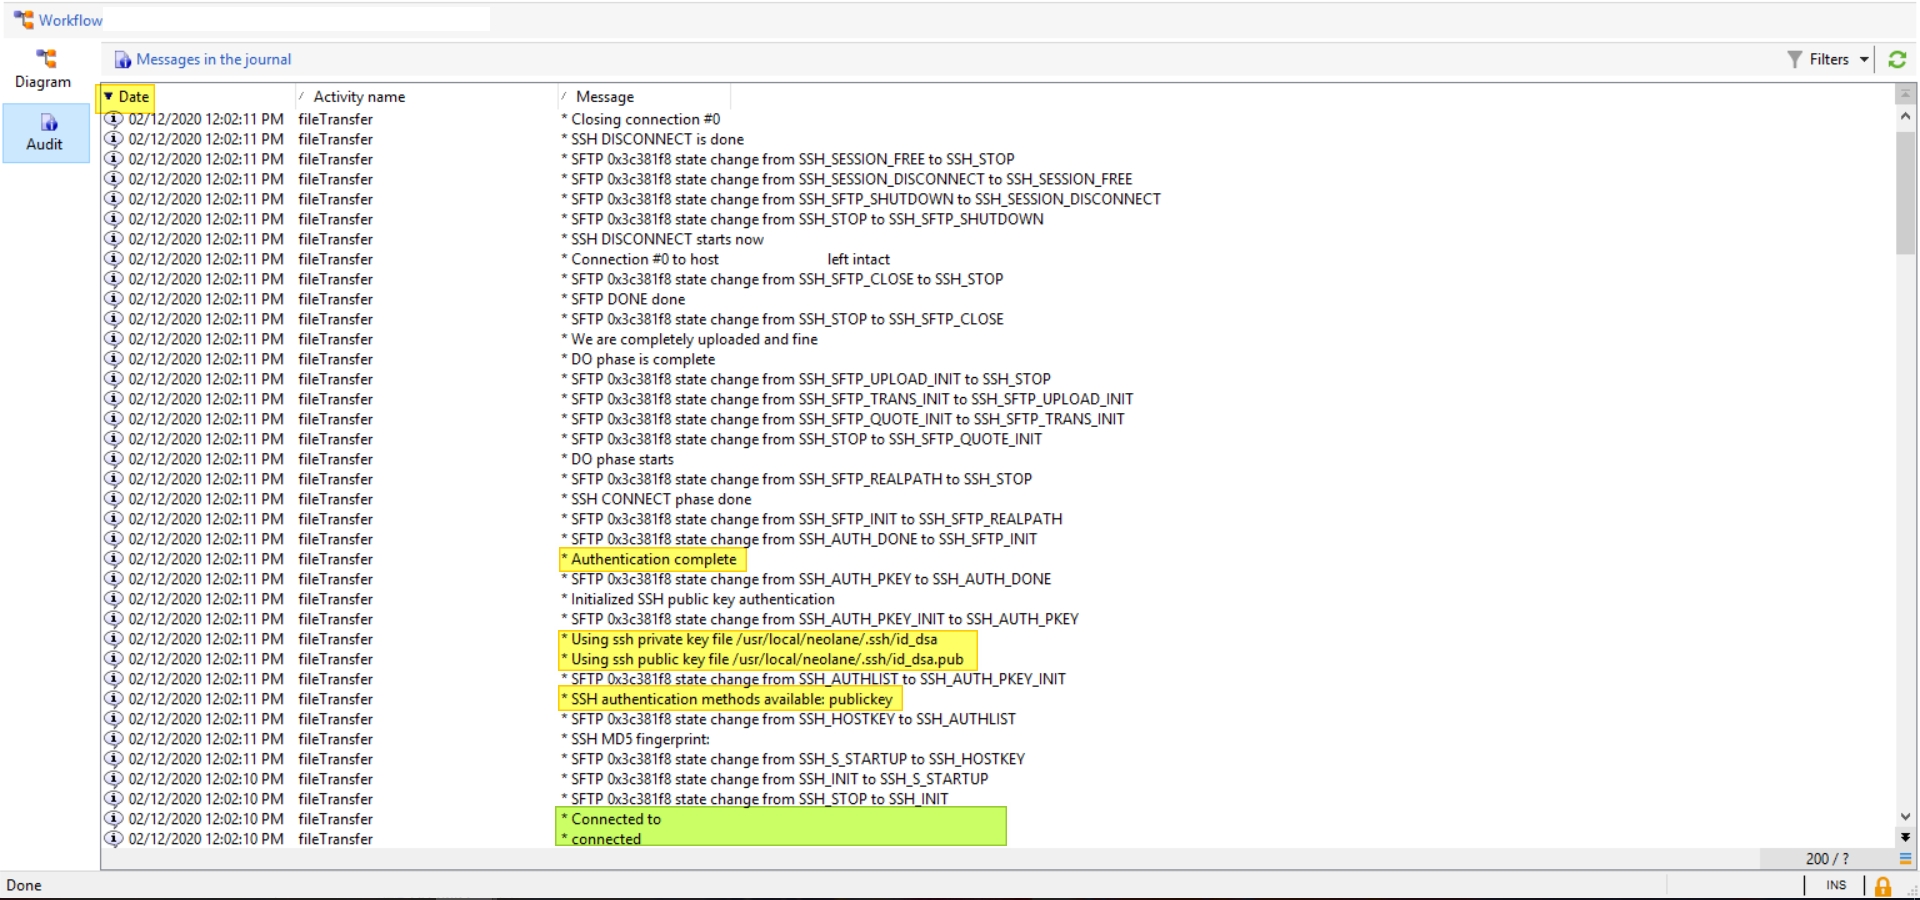 Workflow
Diagram
Audit
Messages in the journal
Filters
Date Activity name Message
02/12/2020 12:02:11 PM fileTransfer * Closing connection #0
02/12/2020 12:02:11 PM fileTransfer * SSH DISCONNECT is done
02/12/2020 12:02:11 PM fileTransfer * SFTP 0x3c381f8 state change from SSH_SESSION_FREE to SSH_STOP
02/12/2020 12:02:11 PM fileTransfer * SFTP 0x3c381f8 state change from SSH_SESSION_DISCONNECT to SSH_SESSION_FREE
02/12/2020 12:02:11 PM fileTransfer * SFTP 0x3c381f8 state change from SSH_SFTP_SHUTDOWN to SSH_SESSION_DISCONNECT
02/12/2020 12:02:11 PM fileTransfer * SFTP 0x3c381f8 state change from SSH_STOP to SSH_SFTP_SHUTDOWN
02/12/2020 12:02:11 PM fileTransfer * SSH DISCONNECT starts now
02/12/2020 12:02:11 PM fileTransfer * Connection #0 to host left intact
02/12/2020 12:02:11 PM fileTransfer * SFTP 0x3c381f8 state change from SSH_SFTP_CLOSE to SSH_STOP
02/12/2020 12:02:11 PM fileTransfer * SFTP DONE done
02/12/2020 12:02:11 PM fileTransfer * SFTP 0x3c381f8 state change from SSH_STOP to SSH_SFTP_CLOSE
02/12/2020 12:02:11 PM fileTransfer * We are completely uploaded and fine
02/12/2020 12:02:11 PM fileTransfer * DO phase is complete
02/12/2020 12:02:11 PM fileTransfer * SFTP 0x3c381f8 state change from SSH_SFTP_UPLOAD_INIT to SSH_STOP
02/12/2020 12:02:11 PM fileTransfer * SFTP 0x3c381f8 state change from SSH_SFTP_TRANS_INIT to SSH_SFTP_UPLOAD_INIT
02/12/2020 12:02:11 PM fileTransfer * SFTP 0x3c381f8 state change from SSH_SFTP_QUOTE_INIT to SSH_SFTP_TRANS_INIT
02/12/2020 12:02:11 PM fileTransfer * SFTP 0x3c381f8 state change from SSH_STOP to SSH_SFTP_QUOTE_INIT
02/12/2020 12:02:11 PM fileTransfer * DO phase starts
02/12/2020 12:02:11 PM fileTransfer * SFTP 0x3c381f8 state change from SSH_SFTP_REALPATH to SSH_STOP
02/12/2020 12:02:11 PM fileTransfer * SSH CONNECT phase done
02/12/2020 12:02:11 PM fileTransfer * SFTP 0x3c381f8 state change from SSH_SFTP_INIT to SSH_SFTP_REALPATH
02/12/2020 12:02:11 PM fileTransfer * SFTP 0x3c381f8 state change from SSH_AUTH_DONE to SSH_SFTP_INIT
02/12/2020 12:02:11 PM fileTransfer * Authentication complete
02/12/2020 12:02:11 PM fileTransfer * SFTP 0x3c381f8 state change from SSH_AUTH_PKEY to SSH_AUTH_DONE
02/12/2020 12:02:11 PM fileTransfer * Initialized SSH public key authentication
02/12/2020 12:02:11 PM fileTransfer * SFTP 0x3c381f8 state change from SSH_AUTH_PKEY_INIT to SSH_AUTH_PKEY
02/12/2020 12:02:11 PM fileTransfer * Using ssh private key file /usr/local/neolane/.ssh/id_dsa
02/12/2020 12:02:11 PM fileTransfer * Using ssh public key file /usr/local/neolane/.ssh/id_dsa.pub
02/12/2020 12:02:11 PM fileTransfer * SFTP 0x3c381f8 state change from SSH_AUTHLIST to SSH_AUTH_PKEY_INIT
02/12/2020 12:02:11 PM fileTransfer * SSH authentication methods available: publickey
02/12/2020 12:02:11 PM fileTransfer * SFTP 0x3c381f8 state change from SSH_HOSTKEY to SSH_AUTHLIST
02/12/2020 12:02:11 PM fileTransfer * SSH MD5 fingerprint:
02/12/2020 12:02:11 PM fileTransfer * SFTP 0x3c381f8 state change from SSH_S_STARTUP to SSH_HOSTKEY
02/12/2020 12:02:10 PM fileTransfer * SFTP 0x3c381f8 state change from SSH_INIT to SSH_S_STARTUP
02/12/2020 12:02:10 PM fileTransfer * SFTP 0x3c381f8 state change from SSH_STOP to SSH_INIT
02/12/2020 12:02:10 PM fileTransfer * Connected to
02/12/2020 12:02:10 PM fileTransfer * connected
200 / ?
Done
INS